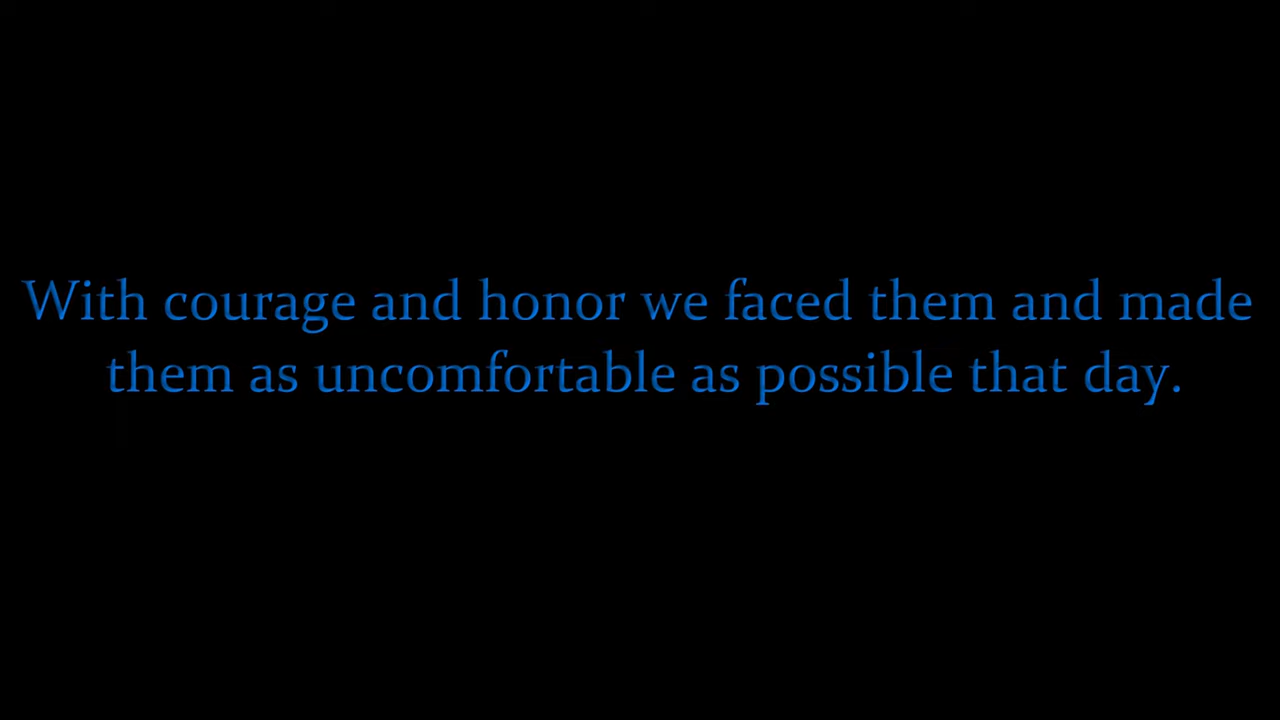 With courage and honor we faced them and made
them as uncomfortable as possible that day.